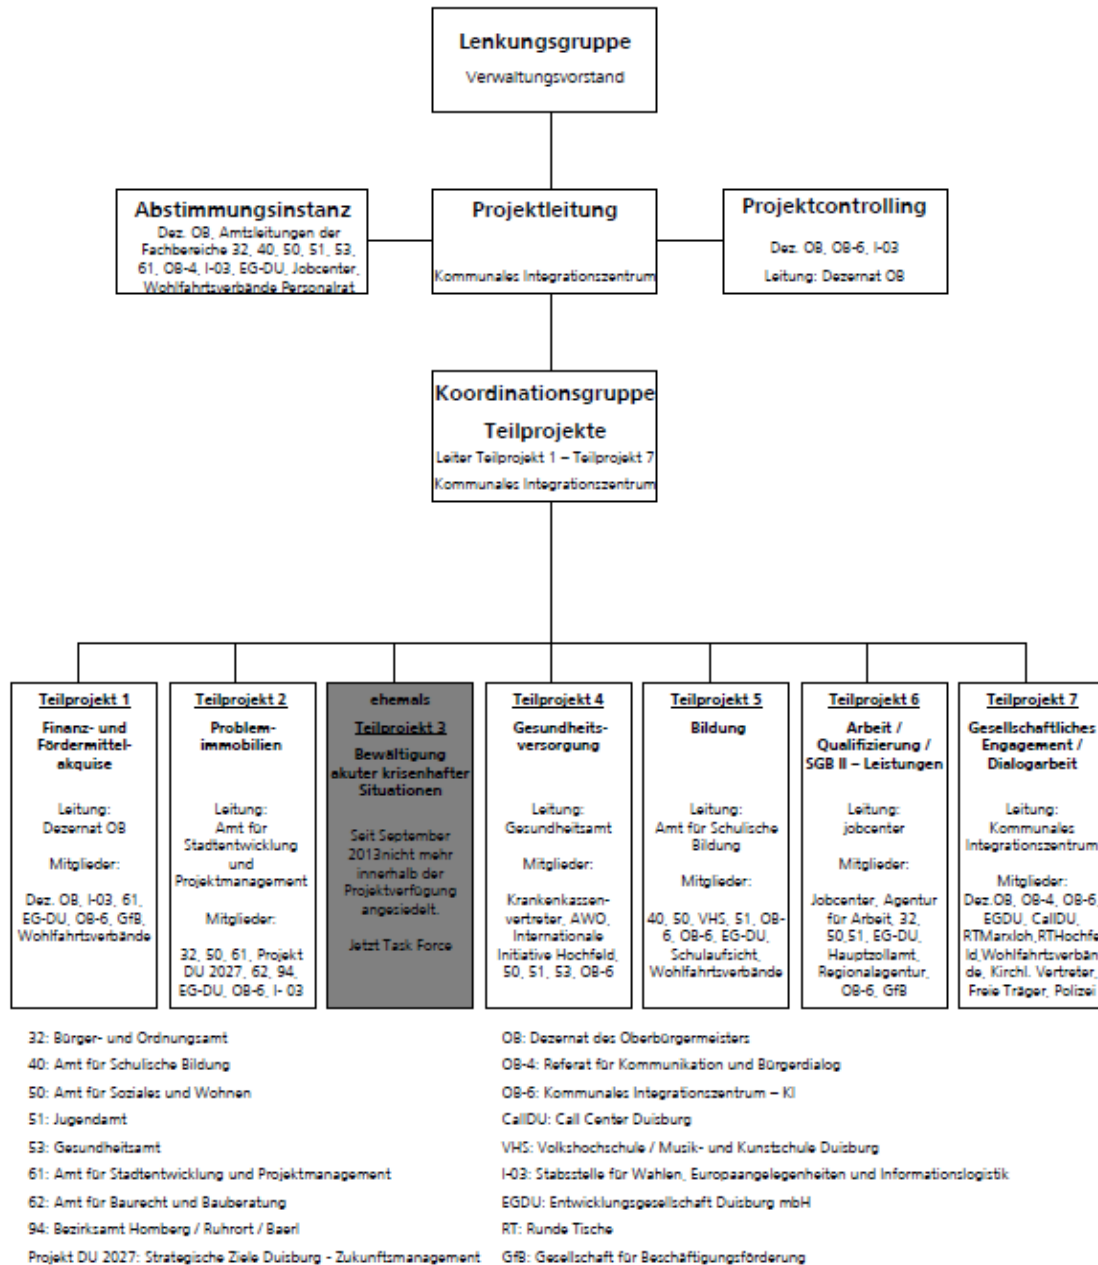 Lenkungsgruppe
Verwaltungsvorstand
Abstimmungsinstanz
Dez. OB, Amtsleitungen der
Fachbereiche 32, 40, 50, 51, 53,
61, OB-4, I-03, EG-DU, Jobcenter,
Wohlfahrtsverbände Personalrat
Projektleitung
Kommunales Integrationszentrum
Projektcontrolling
Dez. OB, OB-6, I-03
Leitung: Dezernat OB
Koordinationsgruppe
Teilprojekte
Leiter Teilprojekt 1 – Teilprojekt 7
Kommunales Integrationszentrum
Teilprojekt 1
Finanz- und
Fördermittel-
akquise
Leitung:
Dezernat OB
Mitglieder:
Dez. OB, I-03, 61,
EG-DU, OB-6, GfB,
Wohlfahrtsverbände
Teilprojekt 2
Problem-
immobilien
Leitung:
Amt für
Stadtentwicklung
und
Projektmanagement
Mitglieder:
32, 50, 61, Projekt
DU 2027, 62, 94,
EG-DU, OB-6, I- 03
ehemals
Teilprojekt 3
Bewältigung
akuter krisenhafter
Situationen
Seit September
2013nicht mehr
innerhalb der
Projektverfügung
angesiedelt.
Jetzt Task Force
Teilprojekt 4
Gesundheits-
versorgung
Leitung:
Gesundheitsamt
Mitglieder:
Krankenkassen-
vertreter, AWO,
Internationale
Initiative Hochfeld,
50, 51, 53, OB-6
Teilprojekt 5
Bildung
Leitung:
Amt für Schulische
Bildung
Mitglieder:
40, 50, VHS, 51, OB-
6, OB-6, EG-DU,
Schulaufsicht,
Wohlfahrtsverbände
Teilprojekt 6
Arbeit /
Qualifizierung /
SGB II – Leistungen
Leitung:
jobcenter
Mitglieder:
Jobcenter, Agentur
für Arbeit, 32,
50,51, EG-DU,
Hauptzollamt,
Regionalagentur,
OB-6, GfB
Teilprojekt 7
Gesellschaftliches
Engagement /
Dialogarbeit
Leitung:
Kommunales
Integrationszentrum
Mitglieder:
Dez.OB, OB-4, OB-6,
EGDU, CallDU,
RTMarxloh,RTHochfe
ld,Wohlfahrtsverbän
de, Kirchl. Vertreter,
Freie Träger, Polizei
32: Bürger- und Ordnungsamt
40: Amt für Schulische Bildung
50: Amt für Soziales und Wohnen
51: Jugendamt
53: Gesundheitsamt
61: Amt für Stadtentwicklung und Projektmanagement
62: Amt für Baurecht und Bauberatung
94: Bezirksamt Homberg / Ruhrort / Baerl
Projekt DU 2027: Strategische Ziele Duisburg - Zukunftsmanagement
OB: Dezernat des Oberbürgermeisters
OB-4: Referat für Kommunikation und Bürgerdialog
OB-6: Kommunales Integrationszentrum – KI
CallDU: Call Center Duisburg
VHS: Volkshochschule / Musik- und Kunstschule Duisburg
I-03: Stabsstelle für Wahlen, Europaangelegenheiten und Informationslogistik
EGDU: Entwicklungsgesellschaft Duisburg mbH
RT: Runde Tische
GfB: Gesellschaft für Beschäftigungsförderung